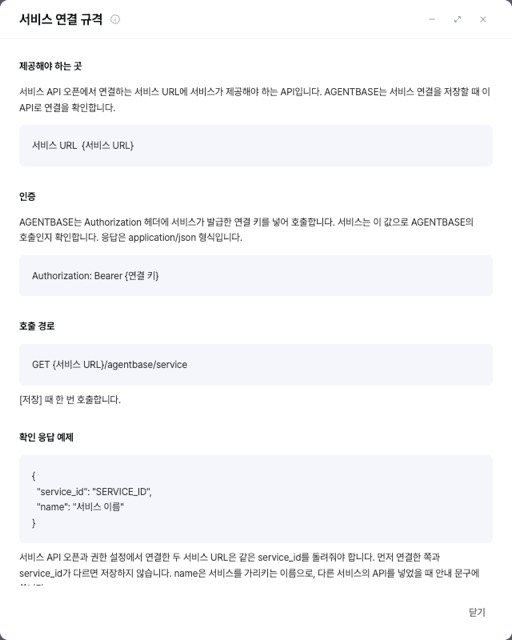 서비스 연결 규격
제공해야 하는 곳
서비스 API 오픈에서 연결하는 서비스 URL에 서비스가 제공해야 하는 API입니다. AGENTBASE는 서비스 연결을 저장할 때 이
API로 연결을 확인합니다.
서비스 URL {서비스 URL}
인증
AGENTBASE는 Authorization 헤더에 서비스가 발급한 연결 키를 넣어 호출합니다. 서비스는 이 값으로 AGENTBASE의
호출인지 확인합니다. 응답은 application/json 형식입니다.
Authorization: Bearer {연결 키}
호출 경로
GET {서비스 URL}/agentbase/service
[저장] 때 한 번 호출합니다.
확인 응답 예제
{
"service_id": "SERVICE_ID",
"name": "서비스 이름"
}
서비스 API 오픈과 권한 설정에서 연결한 두 서비스 URL은 같은 service_id를 돌려줘야 합니다. 먼저 연결한 쪽과
service_id가 다르면 저장하지 않습니다. name은 서비스를 가리키는 이름으로, 다른 서비스의 API를 넣었을 때 안내 문구에
닫기